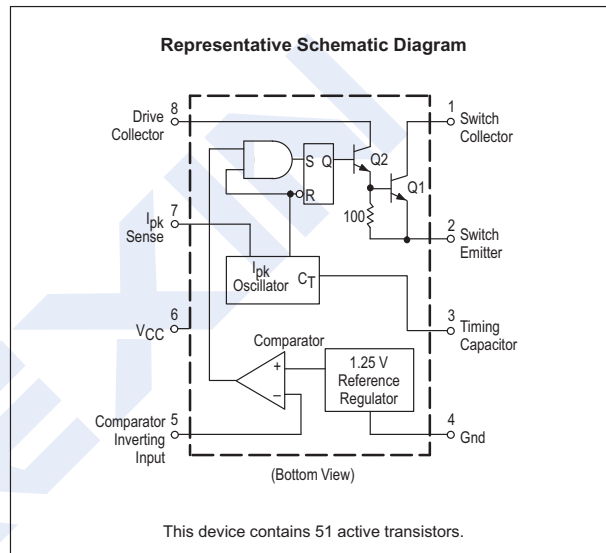 Representative Schematic Diagram
Drive
Collector
8
1
Switch
Collector
S
Q
R
Q2
Q1
100
7
Ipk
Sense
2
Switch
Emitter
Ipk
Oscillator
CT
6
VCC
3
Timing
Capacitor
Comparator
+
–
1.25 V
Reference
Regulator
5
Comparator
Inverting
Input
4
Gnd
(Bottom View)
This device contains 51 active transistors.